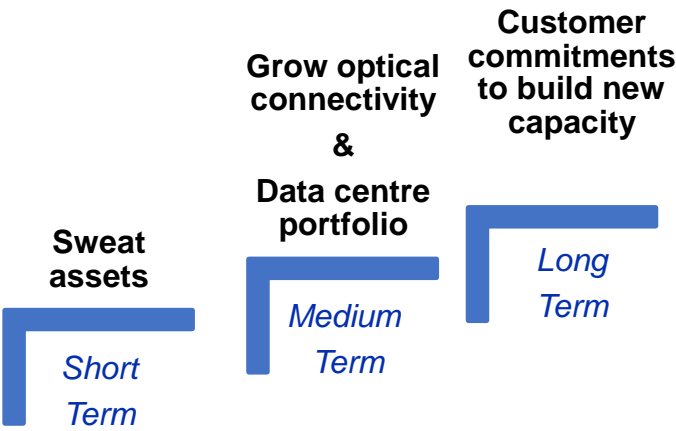 Sweat
assets
Short
Term
Grow optical
connectivity
&
Data centre
portfolio
Medium
Term
Customer
commitments
to build new
capacity
Long
Term